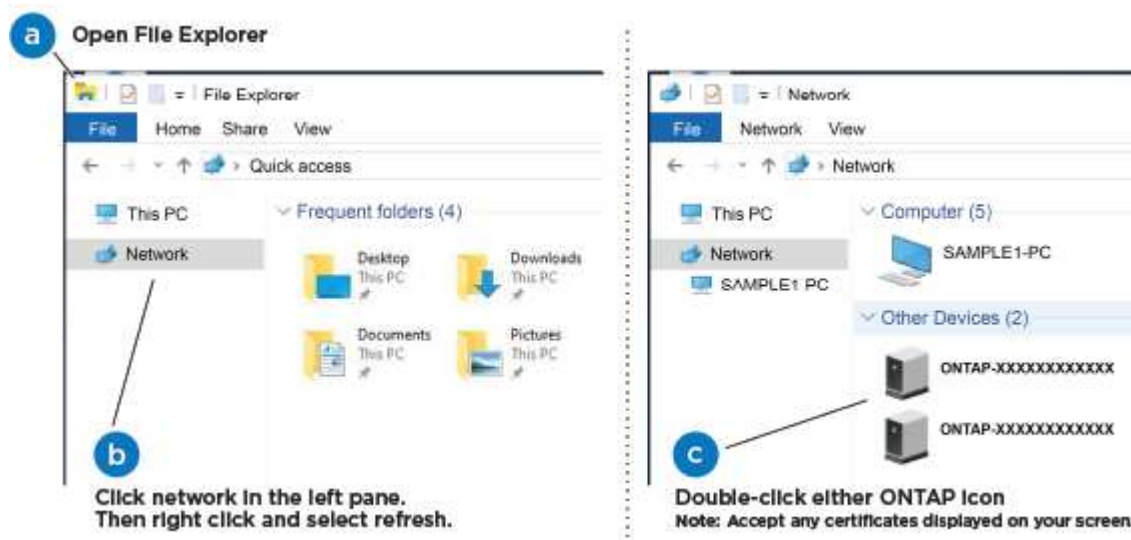 a
Open File Explorer
File Explorer
File Home Share View
Quick access
This PC
Network
Frequent folders (4)
Desktop
This PC
Downloads
This PC
Documents
This PC
Pictures
This PC
b
Click network in the left pane.
Then right click and select refresh.
Network
File Network View
Network
This PC
Network
SAMPLE1 PC
Computer (5)
SAMPLE1-PC
Other Devices (2)
ONTAP-XXXXXXXXXXXX
ONTAP-XXXXXXXXXXXX
c
Double-click either ONTAP icon
Note: Accept any certificates displayed on your screen